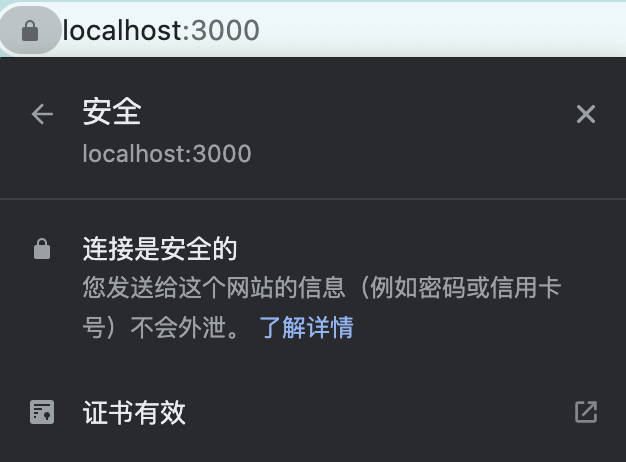 localhost:3000
安全
localhost:3000
连接是安全的
您发送给这个网站的信息（例如密码或信用卡
号）不会外泄。 了解详情
证书有效